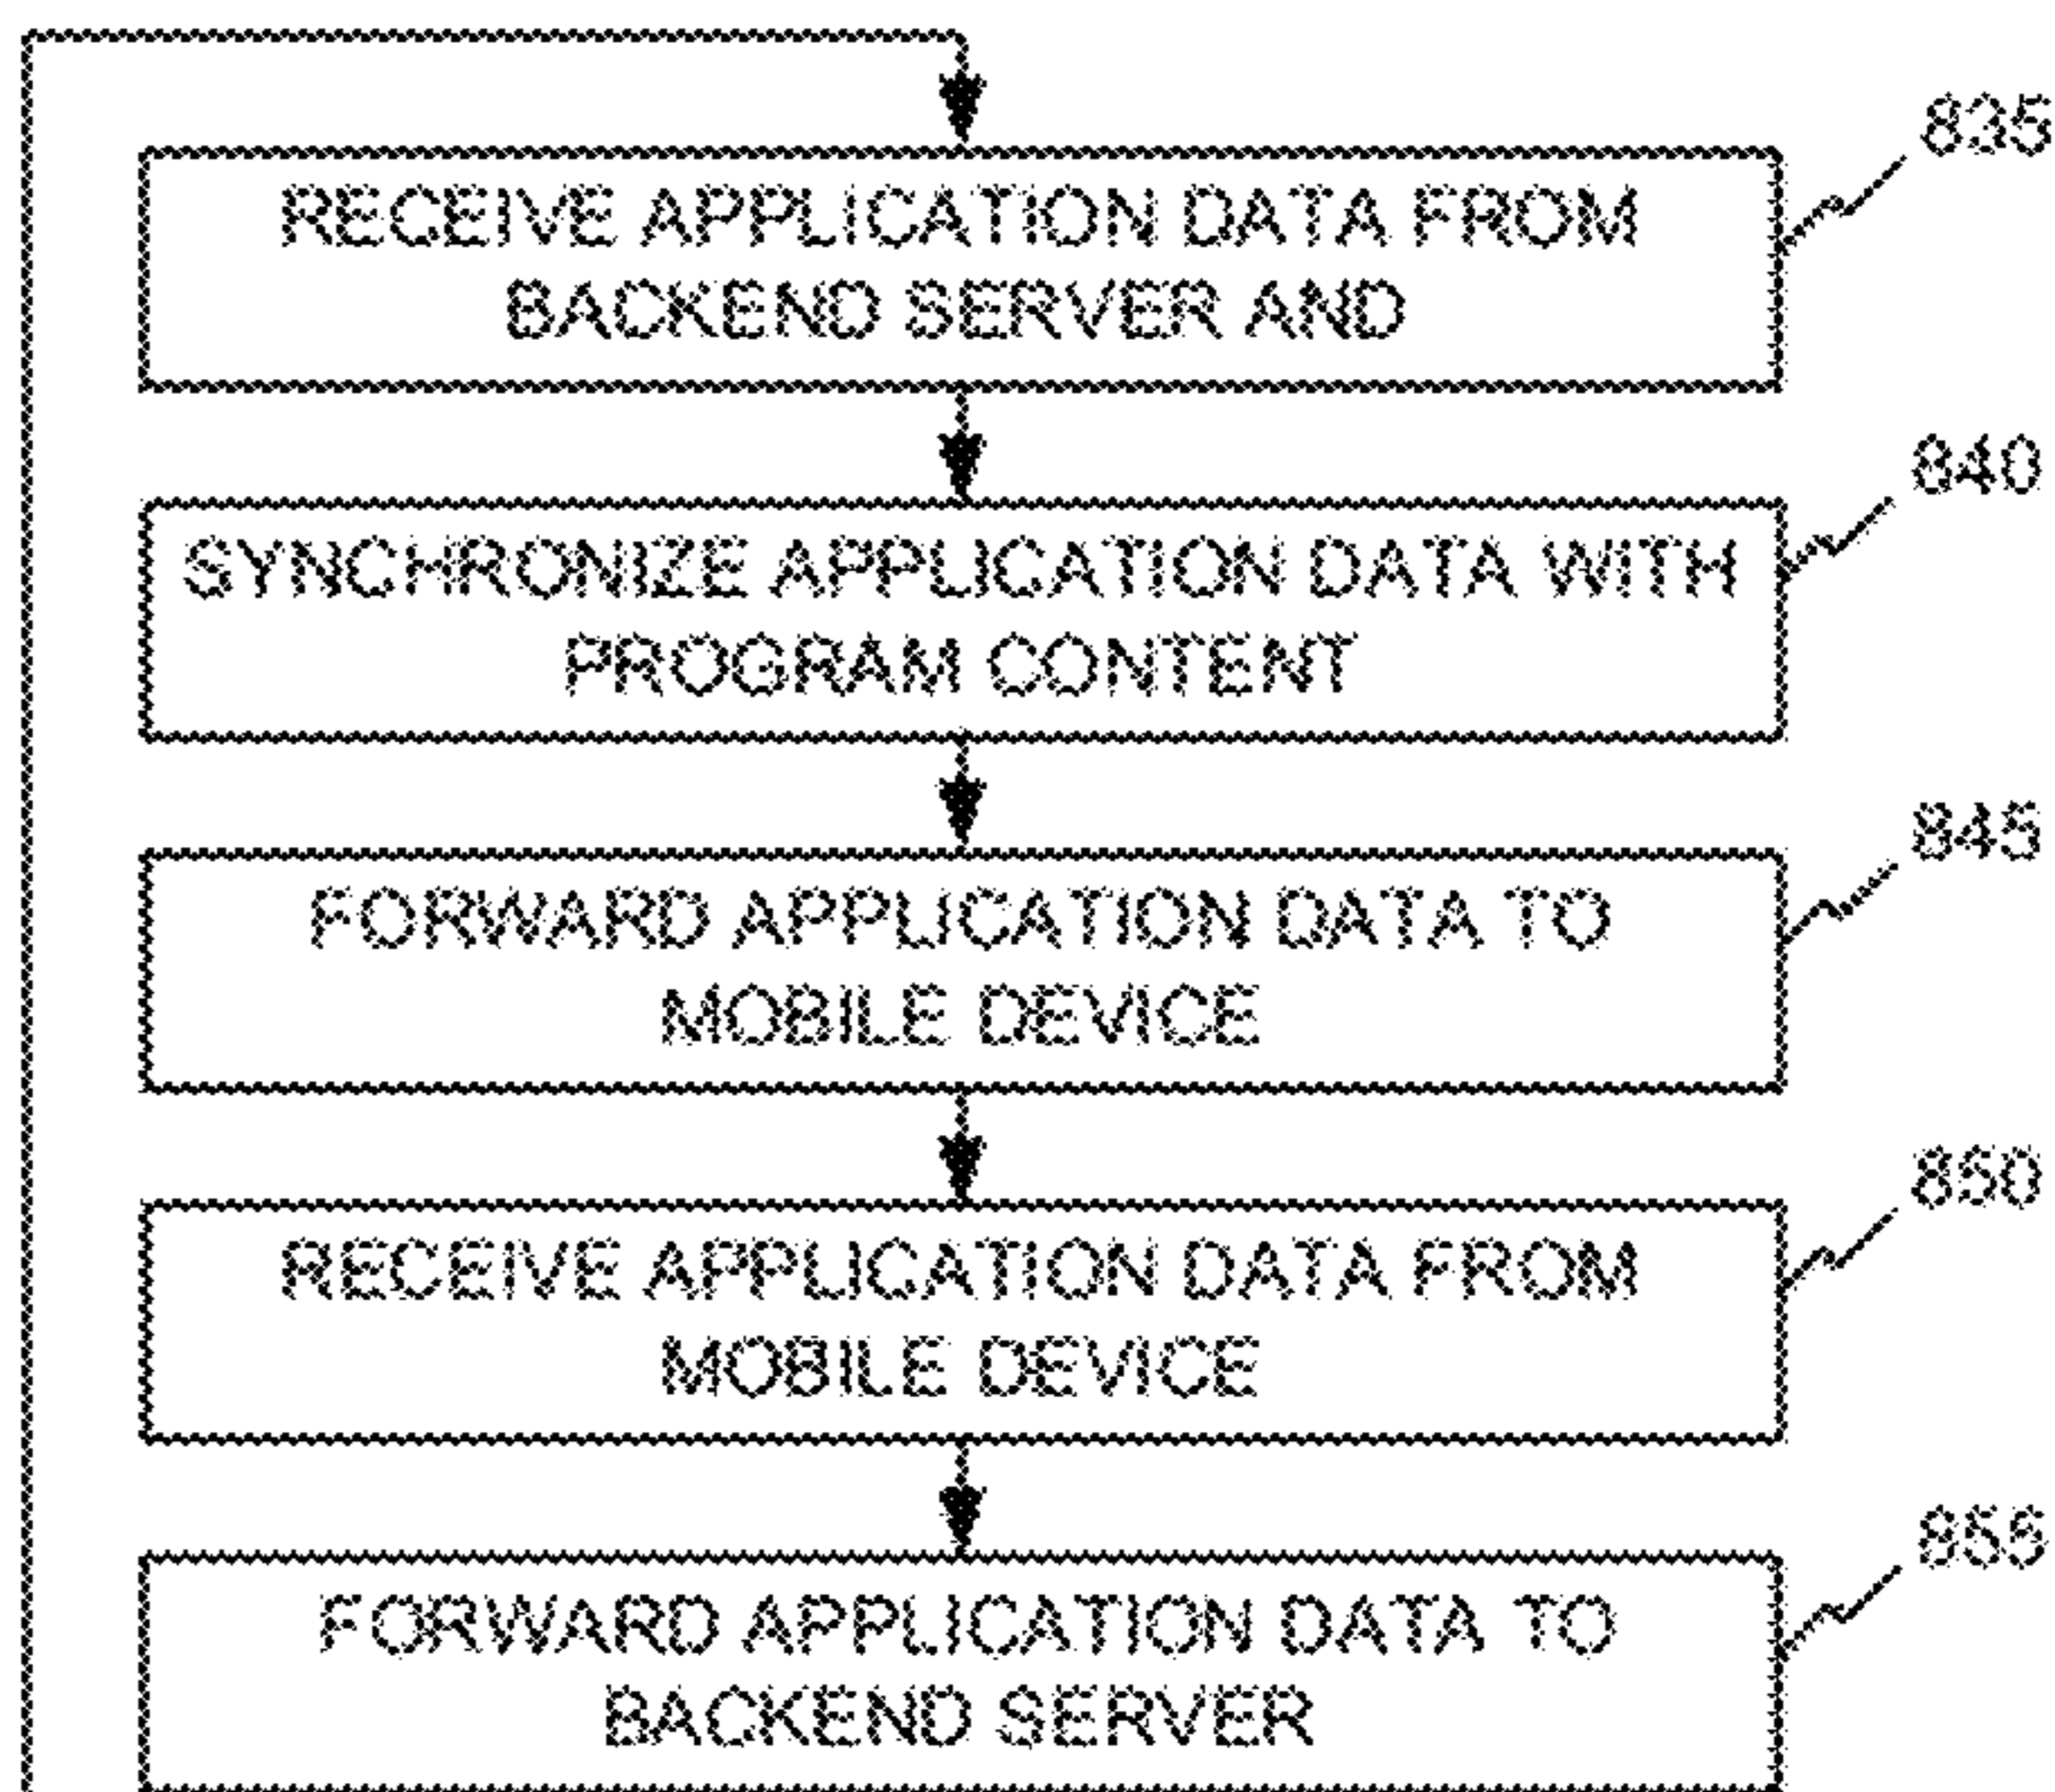 835
RECEIVE APPLICATION DATA FROM
BACKEND SERVER AND
840
SYNCHRONIZE APPLICATION DATA WITH
PROGRAM CONTENT
845
FORWARD APPLICATION DATA TO
MOBILE DEVICE
850
RECEIVE APPLICATION DATA FROM
MOBILE DEVICE
855
FORWARD APPLICATION DATA TO
BACKEND SERVER